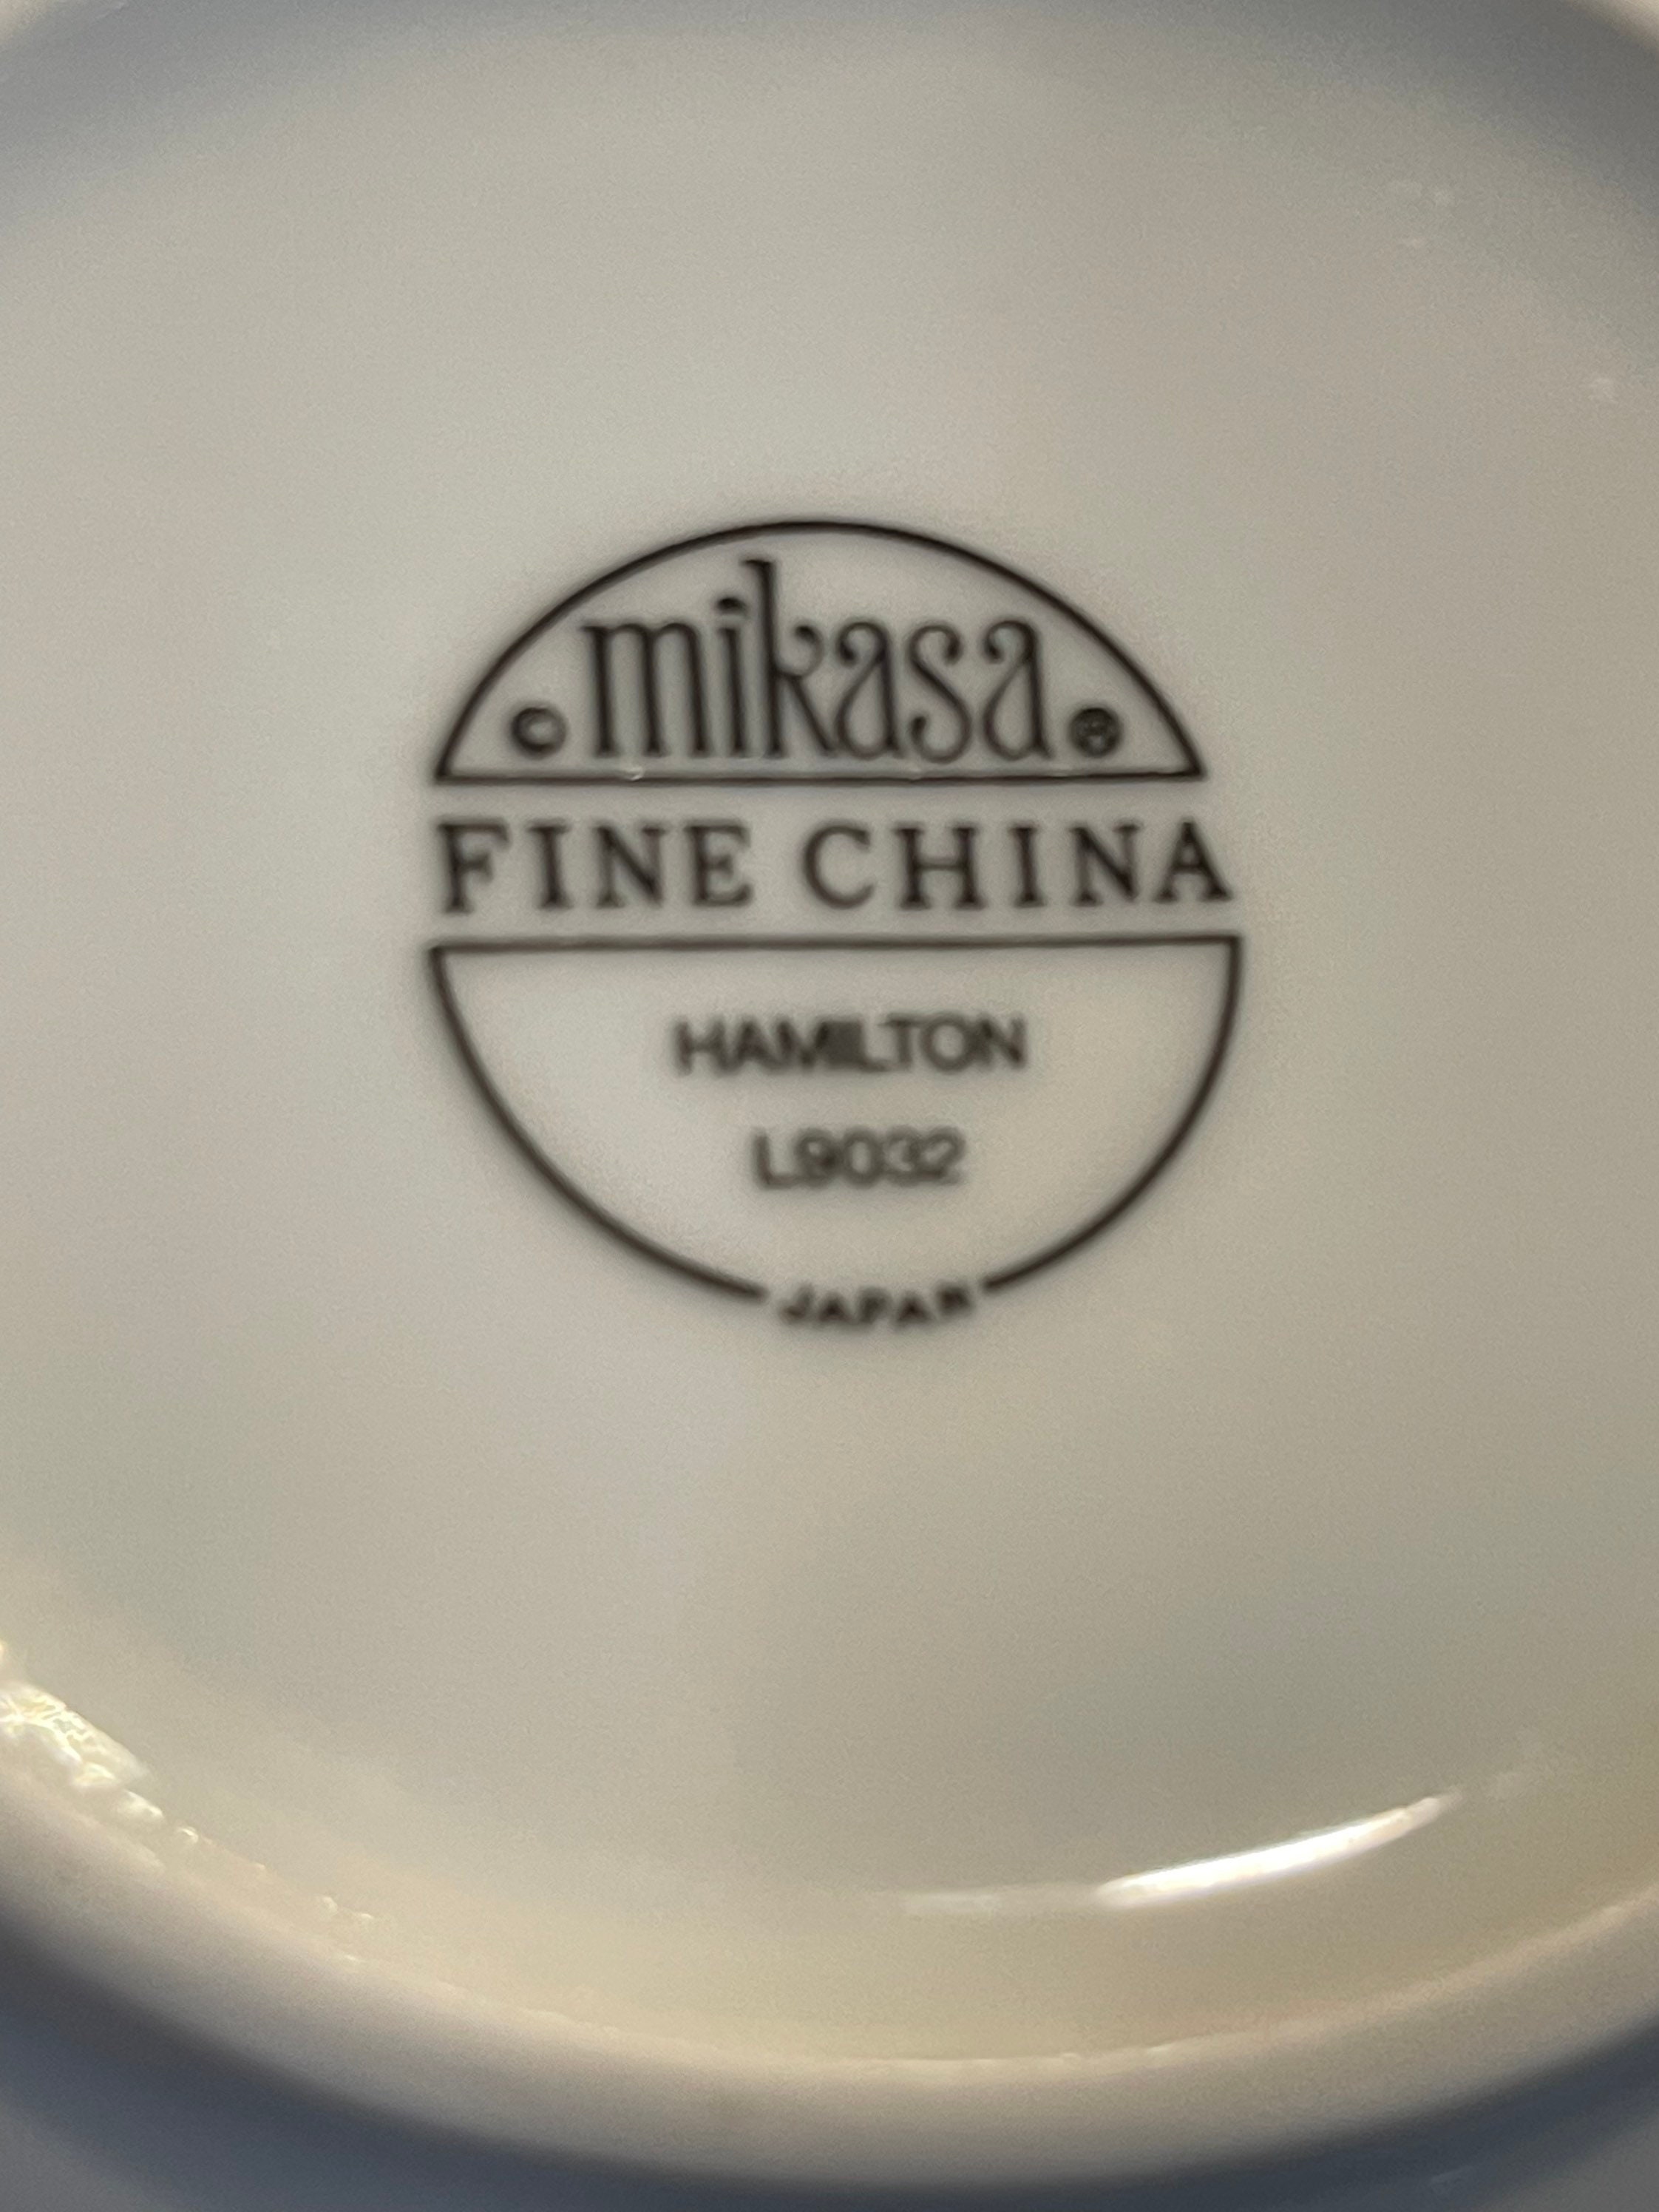 © mikasa ®
FINE CHINA
HAMILTON
L9032
JAPAN